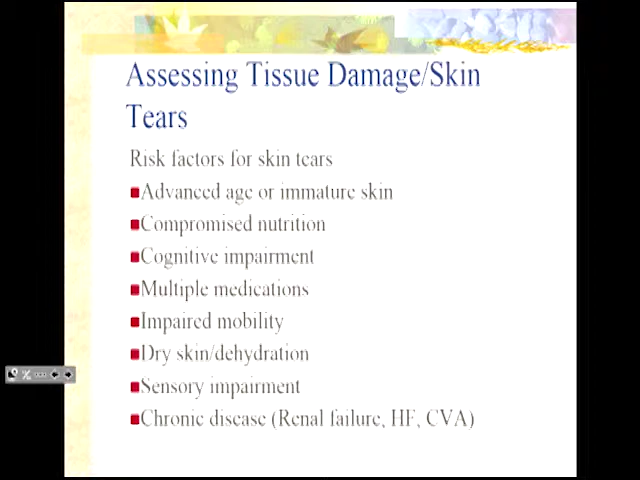 Assessing Tissue Damage/Skin
Tears
Risk factors for skin tears
Advanced age or immature skin
Compromised nutrition
Cognitive impairment
Multiple medications
Impaired mobility
Dry skin/dehydration
Sensory impairment
Chronic disease (Renal failure, HF, CVA)